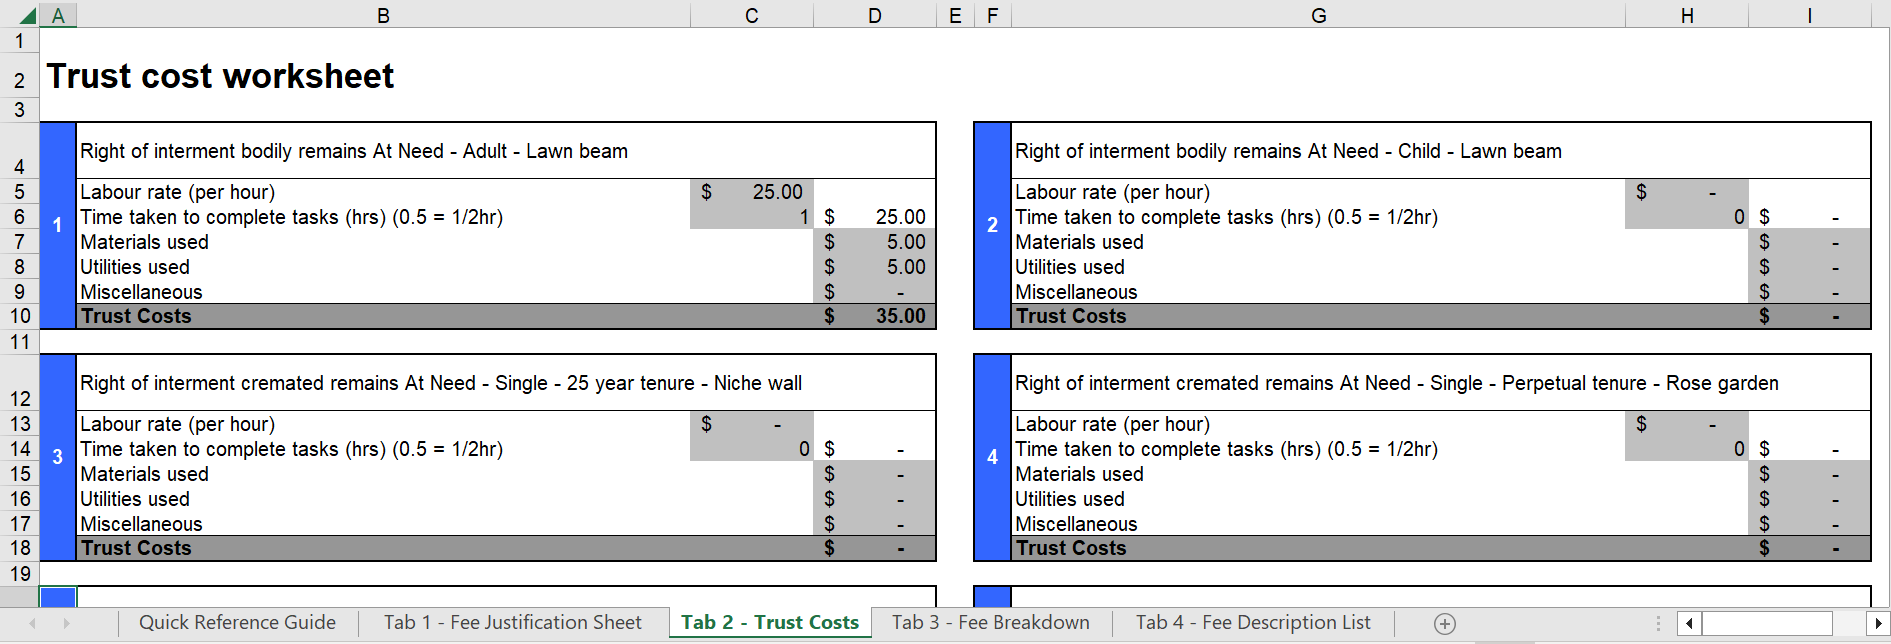 A B C D E F G H I
1
2 Trust cost worksheet
3
4 Right of interment bodily remains At Need - Adult - Lawn beam Right of interment bodily remains At Need - Child - Lawn beam
5 Labour rate (per hour) $ 25.00 Labour rate (per hour) $ -
6 Time taken to complete tasks (hrs) (0.5 = 1/2hr) 1 $ 25.00 Time taken to complete tasks (hrs) (0.5 = 1/2hr) 0 $ -
1 2
7 Materials used $ 5.00 Materials used $ -
8 Utilities used $ 5.00 Utilities used $ -
9 Miscellaneous $ - Miscellaneous $ -
10 Trust Costs $ 35.00 Trust Costs $ -
11
12 Right of interment cremated remains At Need - Single - 25 year tenure - Niche wall Right of interment cremated remains At Need - Single - Perpetual tenure - Rose garden
13 Labour rate (per hour) $ - Labour rate (per hour) $ -
14 Time taken to complete tasks (hrs) (0.5 = 1/2hr) 0 $ - Time taken to complete tasks (hrs) (0.5 = 1/2hr) 0 $ -
3 4
15 Materials used $ - Materials used $ -
16 Utilities used $ - Utilities used $ -
17 Miscellaneous $ - Miscellaneous $ -
18 Trust Costs $ - Trust Costs $ -
19
Quick Reference Guide Tab 1 - Fee Justification Sheet Tab 2 - Trust Costs Tab 3 - Fee Breakdown Tab 4 - Fee Description List